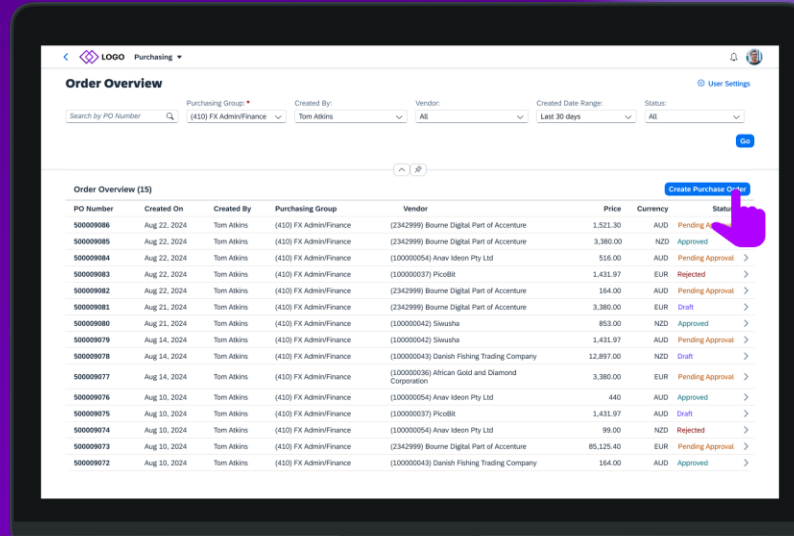 LOGO Purchasing
Order Overview
User Settings
Purchasing Group: * Created By: Vendor: Created Date Range: Status:
Search by PO Number (410) FX Admin/Finance Tom Atkins All Last 30 days All
Go
Order Overview (15) Create Purchase Order
PO Number Created On Created By Purchasing Group Vendor Price Currency
500009086 Aug 22, 2024 Tom Atkins (410) FX Admin/Finance (2342999) Bourne Digital Part of Accenture 1,521.30 AUD Pending
500009085 Aug 22, 2024 Tom Atkins (410) FX Admin/Finance (2342999) Bourne Digital Part of Accenture 3,380.00 NZD Approved
500009084 Aug 22, 2024 Tom Atkins (410) FX Admin/Finance (100000054) Anav Ideon Pty Ltd 516.00 AUD Pending Approval
500009083 Aug 22, 2024 Tom Atkins (410) FX Admin/Finance (100000037) PicoBit 1,431.97 EUR Rejected
500009082 Aug 22, 2024 Tom Atkins (410) FX Admin/Finance (2342999) Bourne Digital Part of Accenture 164.00 AUD Pending Approval
500009081 Aug 21, 2024 Tom Atkins (410) FX Admin/Finance (2342999) Bourne Digital Part of Accenture 3,380.00 EUR Draft
500009080 Aug 21, 2024 Tom Atkins (410) FX Admin/Finance (100000042) Siwusha 853.00 NZD Approved
500009079 Aug 14, 2024 Tom Atkins (410) FX Admin/Finance (100000042) Siwusha 1,431.97 AUD Pending Approval
500009078 Aug 14, 2024 Tom Atkins (410) FX Admin/Finance (100000043) Danish Fishing Trading Company 12,897.00 NZD Draft
500009077 Aug 14, 2024 Tom Atkins (410) FX Admin/Finance (100000036) African Gold and Diamond Corporation 3,380.00 EUR Pending Approval
500009076 Aug 10, 2024 Tom Atkins (410) FX Admin/Finance (100000054) Anav Ideon Pty Ltd 440 AUD Approved
500009075 Aug 10, 2024 Tom Atkins (410) FX Admin/Finance (100000037) PicoBit 1,431.97 AUD Draft
500009074 Aug 10, 2024 Tom Atkins (410) FX Admin/Finance (100000054) Anav Ideon Pty Ltd 99.00 NZD Rejected
500009073 Aug 10, 2024 Tom Atkins (410) FX Admin/Finance (2342999) Bourne Digital Part of Accenture 85,125.40 EUR Pending Approval
500009072 Aug 10, 2024 Tom Atkins (410) FX Admin/Finance (100000043) Danish Fishing Trading Company 164.00 AUD Approved